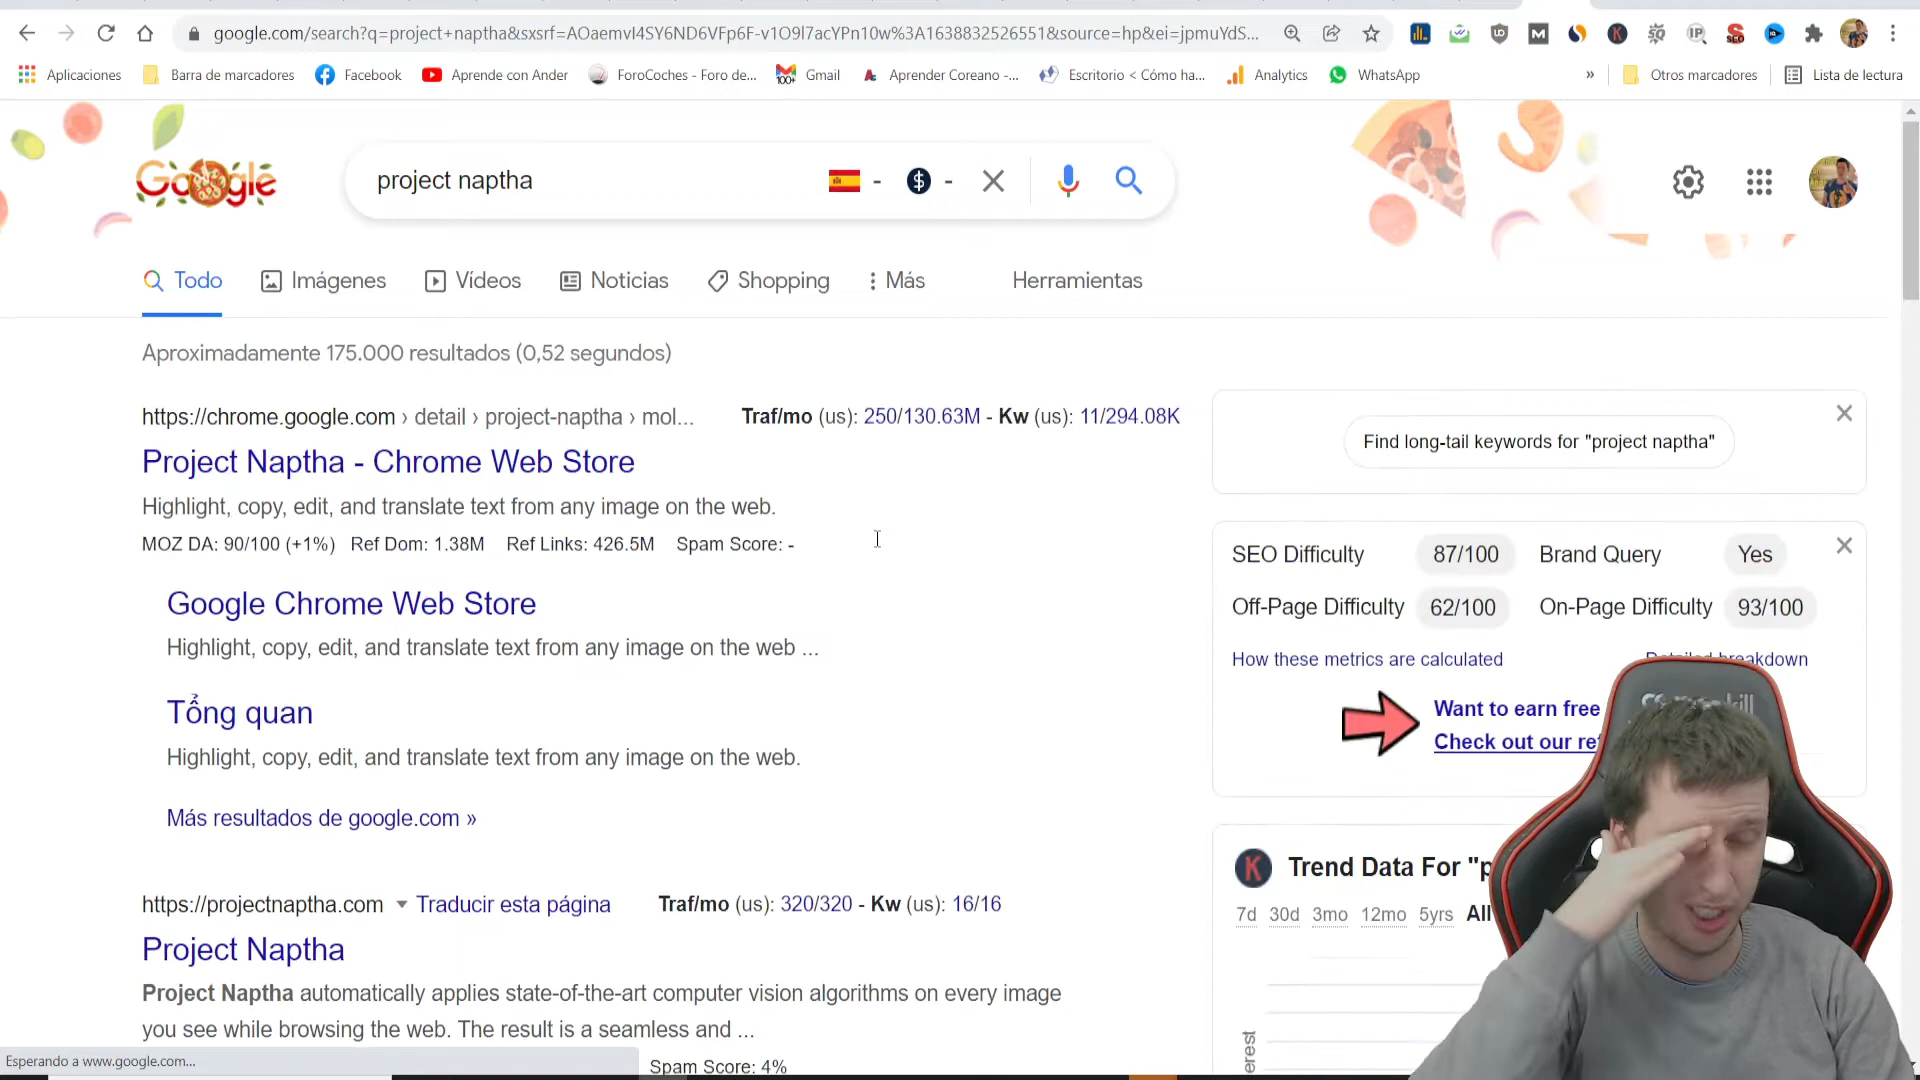 google.com/search?q=project+naptha&sxsrf=AOaemvI4SY6ND6VFp6F-v1O9l7acYPn10w%3A1638832526551&source=hp&ei=jpmuYdS...
Aplicaciones Barra de marcadores Facebook Aprende con Ander ForoCoches - Foro de... Gmail Aprender Coreano -... Escritorio < Cómo ha... Analytics WhatsApp » Otros marcadores Lista de lectura
Google
project naptha - $ -
Todo Imágenes Vídeos Noticias Shopping Más Herramientas
Aproximadamente 175.000 resultados (0,52 segundos)
https://chrome.google.com › detail › project-naptha › mol... Traf/mo (us): 250/130.63M - Kw (us): 11/294.08K
Project Naptha - Chrome Web Store
Highlight, copy, edit, and translate text from any image on the web.
MOZ DA: 90/100 (+1%) Ref Dom: 1.38M Ref Links: 426.5M Spam Score: -
Google Chrome Web Store
Highlight, copy, edit, and translate text from any image on the web ...
Tổng quan
Highlight, copy, edit, and translate text from any image on the web.
Más resultados de google.com »
https://projectnaptha.com Traducir esta página Traf/mo (us): 320/320 - Kw (us): 16/16
Project Naptha
Project Naptha automatically applies state-of-the-art computer vision algorithms on every image
you see while browsing the web. The result is a seamless and ...
Spam Score: 4%
Esperando a www.google.com...
Find long-tail keywords for "project naptha"
SEO Difficulty 87/100 Brand Query Yes
Off-Page Difficulty 62/100 On-Page Difficulty 93/100
How these metrics are calculated Detailed breakdown
Want to earn free
Check out our
Trend Data For
7d 30d 3mo 12mo 5yrs All